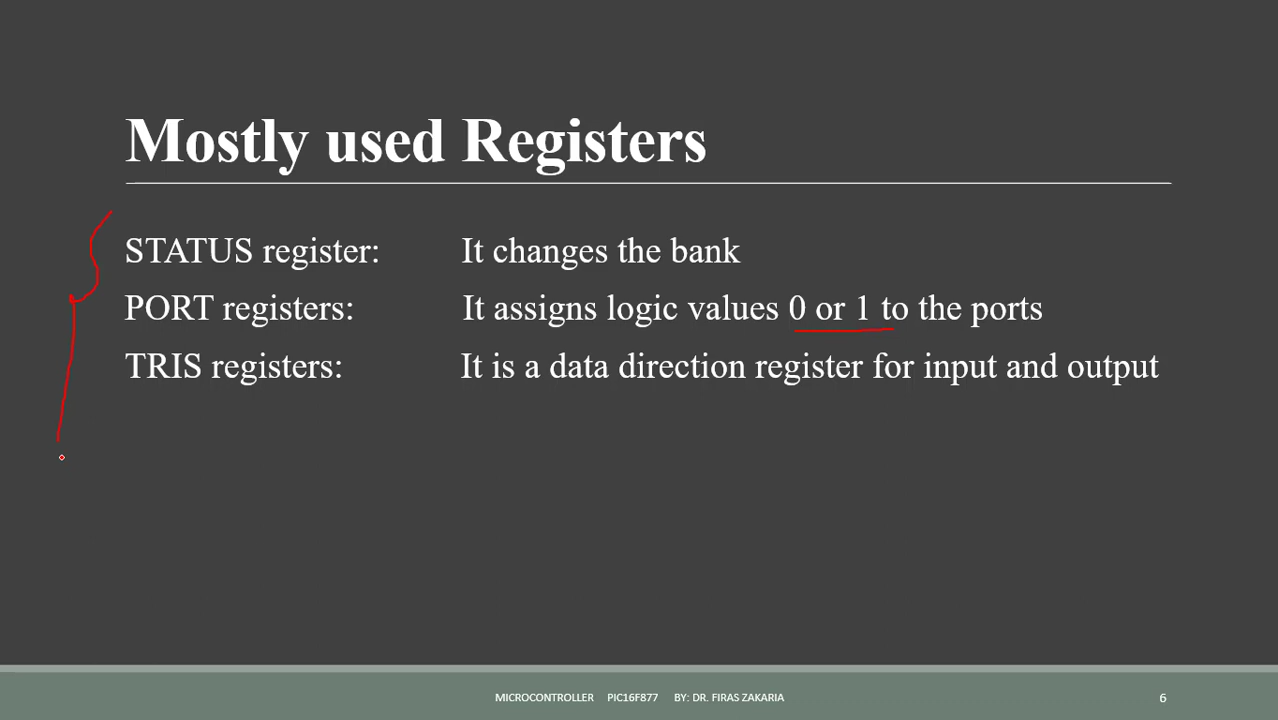 Mostly used Registers
STATUS register: It changes the bank
PORT registers: It assigns logic values 0 or 1 to the ports
TRIS registers: It is a data direction register for input and output
MICROCONTROLLER PIC16F877 BY: DR. FIRAS ZAKARIA 6